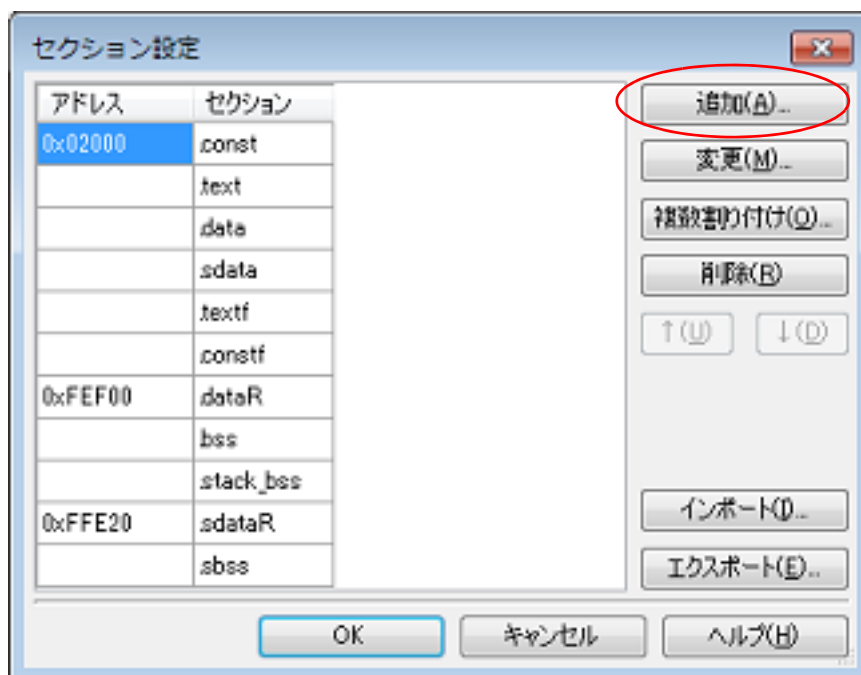 セクション設定
アドレス セクション
0x02000 .const
.text
.data
.sdata
.textf
.constf
0xFEF00 .dataR
.bss
.stack_bss
0xFFE20 .sdataR
.sbss
追加(A)...
変更(M)...
複数割り付け(O)...
削除(R)
↑(U) ↓(D)
インポート(I)...
エクスポート(E)...
OK キャンセル ヘルプ(H)